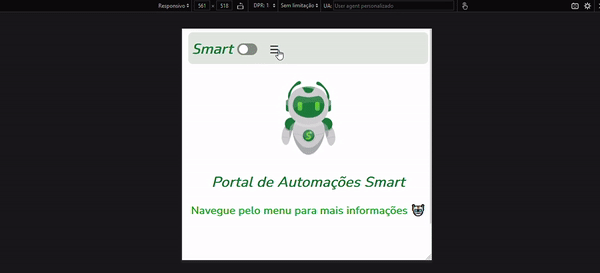 Responsivo 561 x 518 DPR: 1 Sem limitação UA: User agent personalizado
Smart
S
Portal de Automações Smart
Navegue pelo menu para mais informações